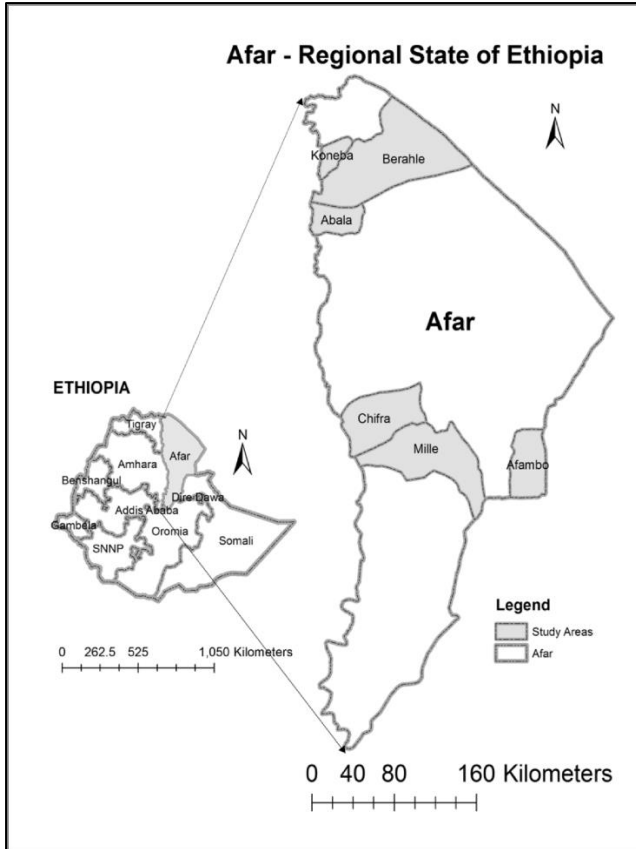 Afar - Regional State of Ethiopia
N
Koneba
Berahle
Abala
Afar
ETHIOPIA
Tigray
N
Afar
Amhara
Benshangul
Dire Dawa
Addis Ababa
Gambela
Oromia
SNNP
Somali
Chifra
Mille
Afambo
Legend
Study Areas
Afar
0 262.5 525 1,050 Kilometers
0 40 80 160 Kilometers